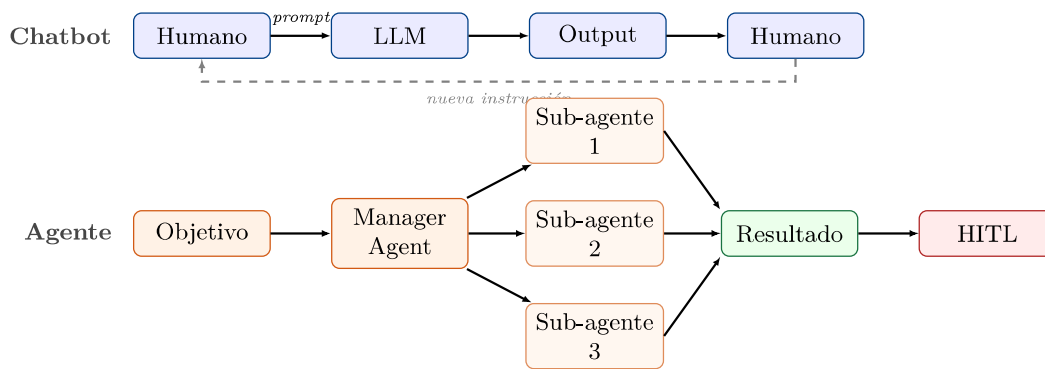 Chatbot
Humano
prompt
LLM
Output
Humano
nueva instrucción
Agente
Objetivo
Manager
Agent
Sub-agente
1
Sub-agente
2
Sub-agente
3
Resultado
HITL